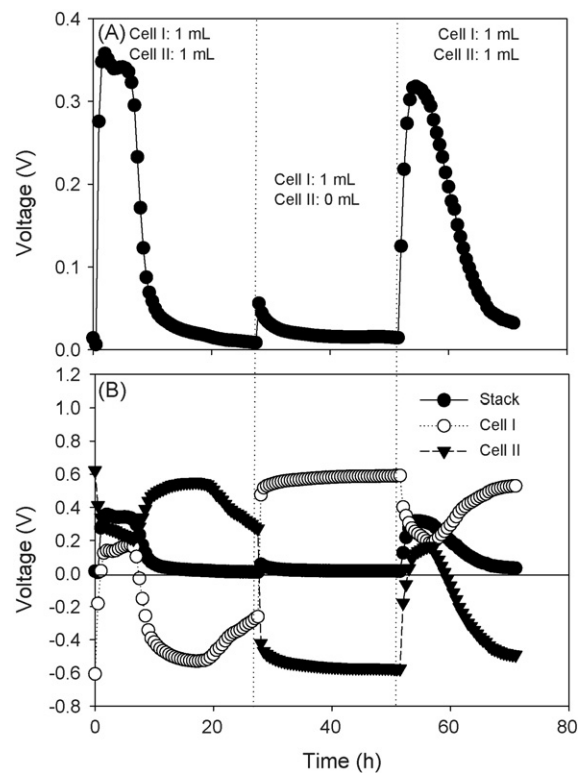 (A)
Cell I: 1 mL
Cell II: 1 mL
Cell I: 1 mL
Cell II: 1 mL
Cell I: 1 mL
Cell II: 0 mL
Voltage (V)
0.4
0.3
0.2
0.1
0.0
(B)
Stack
Cell I
Cell II
Voltage (V)
1.2
1.0
0.8
0.6
0.4
0.2
0.0
-0.2
-0.4
-0.6
-0.8
0 20 40 60 80
Time (h)